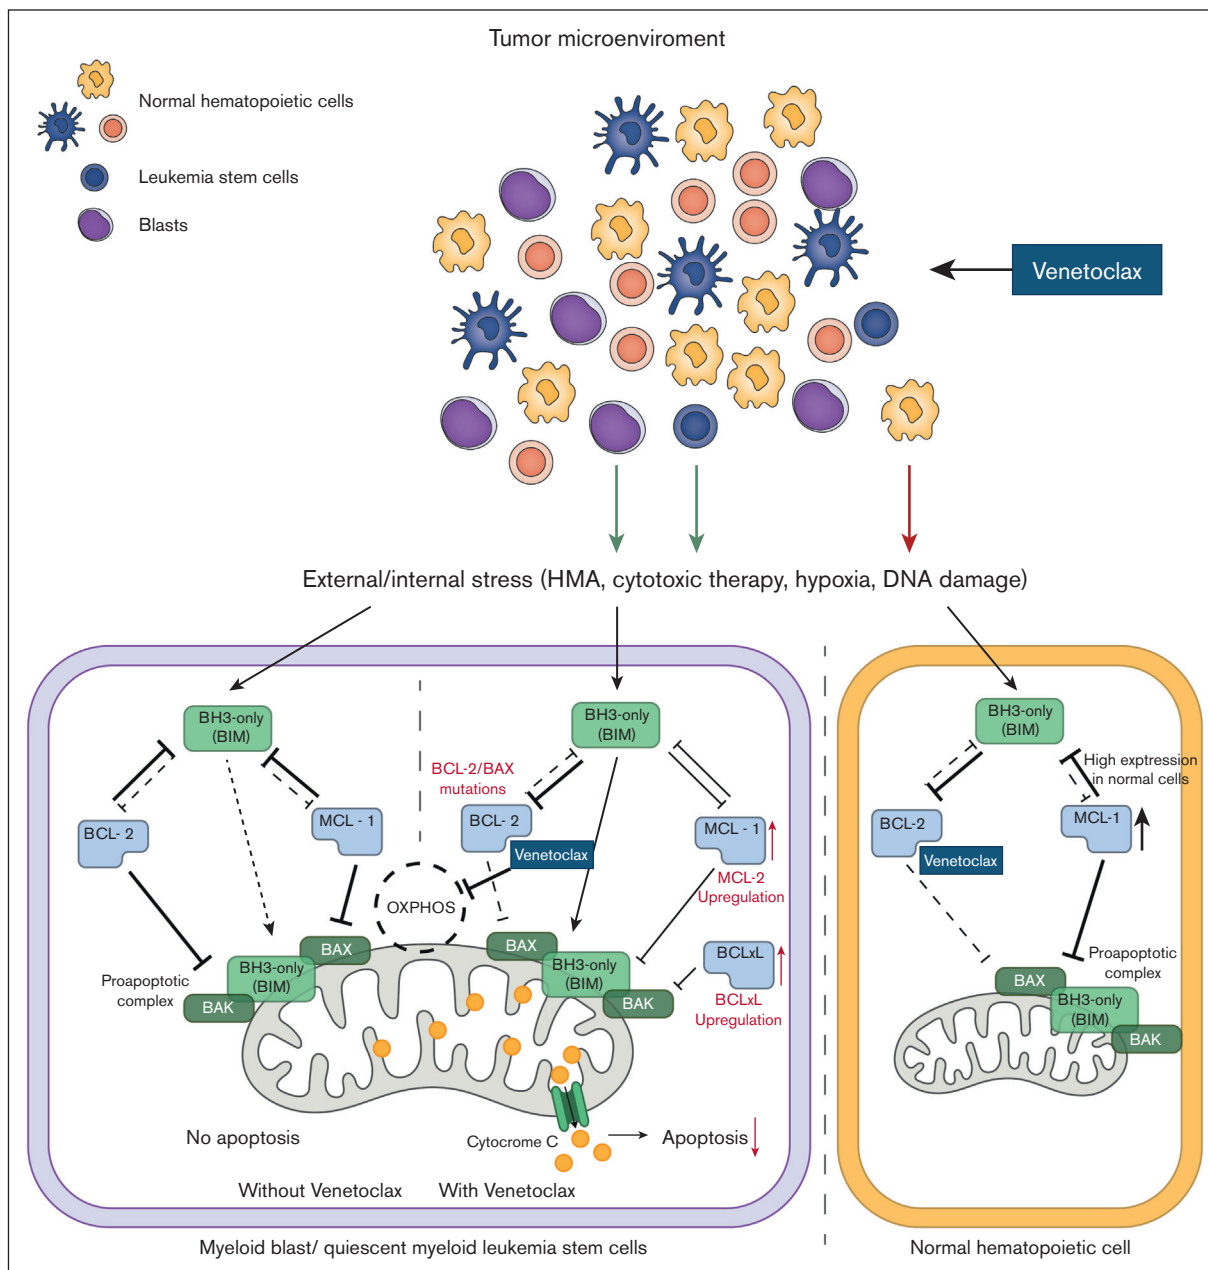 Tumor microenviroment
Normal hematopoietic cells
Leukemia stem cells
Blasts
Venetoclax
External/internal stress (HMA, cytotoxic therapy, hypoxia, DNA damage)
BH3-only
(BIM)
BCL- 2
MCL - 1
BAX
BH3-only
(BIM)
BAK
Proapoptotic
complex
No apoptosis
Without Venetoclax
OXPHOS
BH3-only
(BIM)
BCL-2/BAX
mutations
BCL- 2
Venetoclax
MCL - 1
MCL-2
Upregulation
BAX
BH3-only
(BIM)
BAK
BCLxL
BCLxL
Upregulation
Cytocrome C
Apoptosis
With Venetoclax
Myeloid blast/ quiescent myeloid leukemia stem cells
BH3-only
(BIM)
High exptression
in normal cells
BCL-2
Venetoclax
MCL-1
Proapoptotic
complex
BAX
BH3-only
(BIM)
BAK
Normal hematopoietic cell